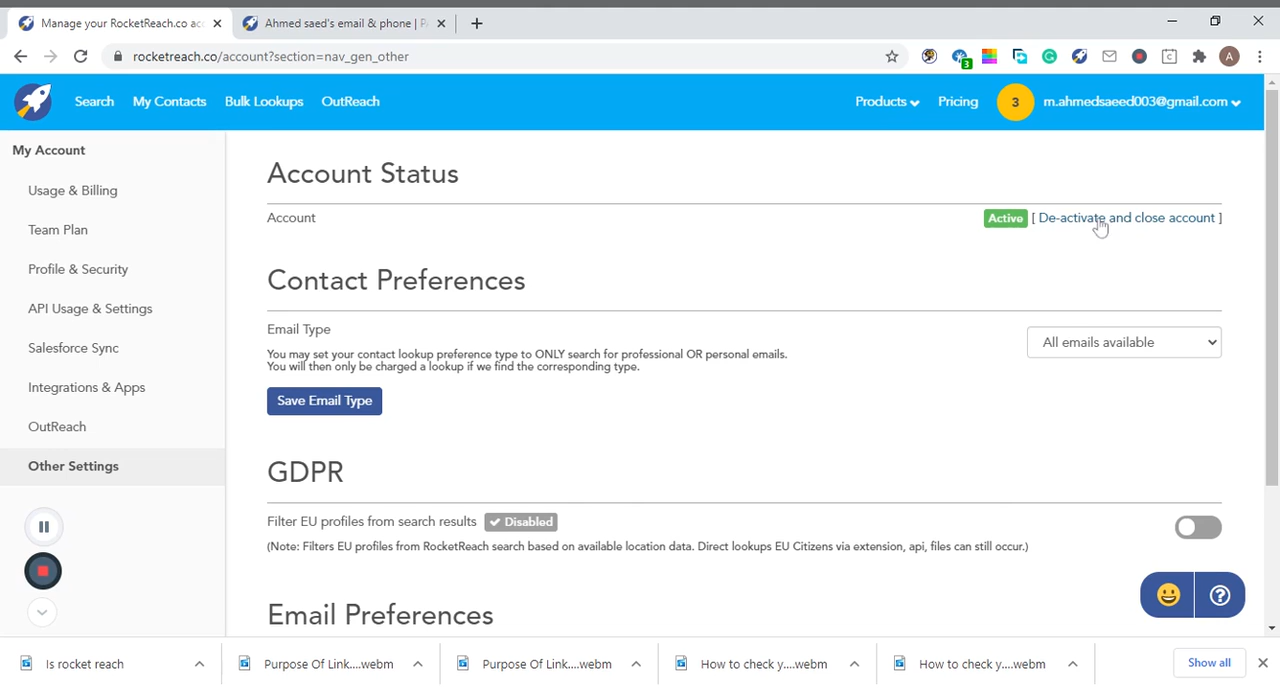 Manage your RocketReach.co acc
Ahmed saed's email & phone | Pa
rocketreach.co/account?section=nav_gen_other
3
Search
My Contacts
Bulk Lookups
OutReach
Products
Pricing
3
m.ahmedsaeed003@gmail.com
A
My Account
Usage & Billing
Team Plan
Profile & Security
API Usage & Settings
Salesforce Sync
Integrations & Apps
OutReach
Other Settings
Account Status
Account
Active [ De-activate and close account ]
Contact Preferences
Email Type
You may set your contact lookup preference type to ONLY search for professional OR personal emails.
You will then only be charged a lookup if we find the corresponding type.
All emails available
Save Email Type
GDPR
Filter EU profiles from search results Disabled
(Note: Filters EU profiles from RocketReach search based on available location data. Direct lookups EU Citizens via extension, api, files can still occur.)
Email Preferences
Is rocket reach
Purpose Of Link....webm
Purpose Of Link....webm
How to check y....webm
How to check y....webm
Show all